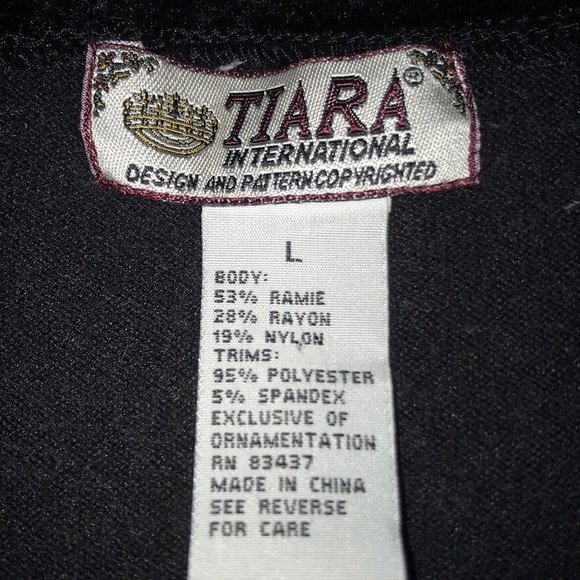 TIARA®
INTERNATIONAL
DESIGN AND PATTERN COPYRIGHTED
L
BODY:
53% RAMIE
28% RAYON
19% NYLON
TRIMS:
95% POLYESTER
5% SPANDEX
EXCLUSIVE OF
ORNAMENTATION
RN 83437
MADE IN CHINA
SEE REVERSE
FOR CARE